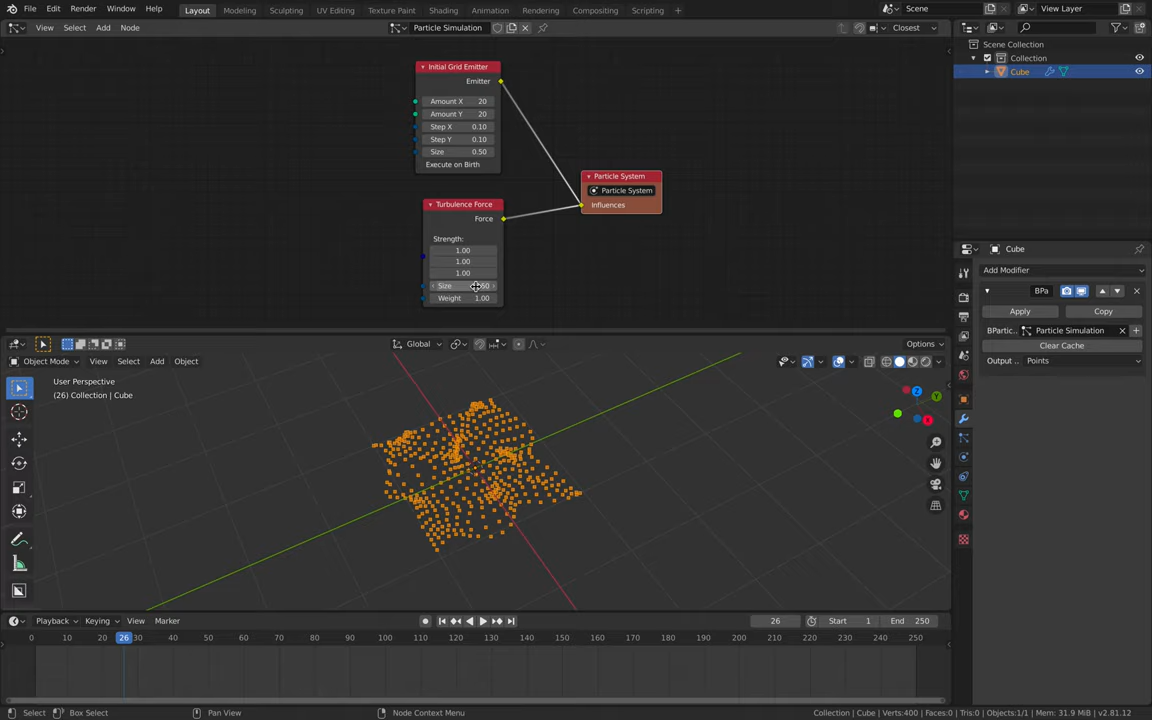 File Edit Render Window Help Layout Modeling Sculpting UV Editing Texture Paint Shading Animation Rendering Compositing Scripting + Scene View Layer
View Select Add Node Particle Simulation Closest
Scene Collection
Collection
Cube
Initial Grid Emitter
Emitter
Amount X 20
Amount Y 20
Step X 0.10
Step Y 0.10
Size 0.50
Execute on Birth
Particle System
Particle System
Influences
Turbulence Force
Force
Strength:
1.00
1.00
1.00
Size
Weight 1.00
Cube
Add Modifier
BPa
Apply Copy
BPartic.. Particle Simulation
Clear Cache
Output .. Points
Global Options
Object Mode View Select Add Object
User Perspective
(26) Collection | Cube
Z
Y
X
Playback Keying View Marker 26 Start 1 End 250
0 10 20 26 30 40 50 60 70 80 90 100 110 120 130 140 150 160 170 180 190 200 210 220 230 240 250
Select Box Select Pan View Node Context Menu Collection | Cube | Verts:400 | Faces:0 | Tris:0 | Objects:1/1 | Mem: 31.9 MiB | v2.81.12